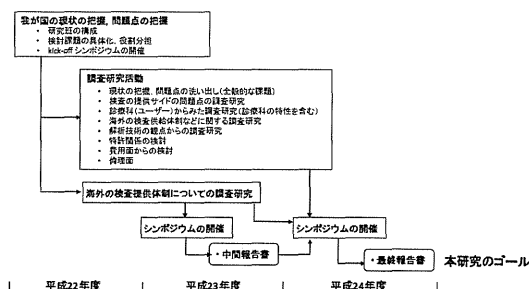 我が国の現状の把握、問題点の把握
・ 研究班の構成
・ 検討課題の具体化、役割分担
・ kick-off シンポジウムの開催
調査研究活動
・ 現状の把握、問題点の洗い出し(全般的な課題)
・ 検査の提供サイドの問題点の調査研究
・ 診療科(ユーザー)からみた調査研究(診療科の特性を含む)
・ 海外の検査供給体制などに関する調査研究
・ 解析技術の観点からの調査研究
・ 特許関係の検討
・ 費用面からの検討
・ 倫理面
海外の検査提供体制についての調査研究
シンポジウムの開催
シンポジウムの開催
・中間報告書
・最終報告書
本研究のゴール
平成22年度
平成23年度
平成24年度